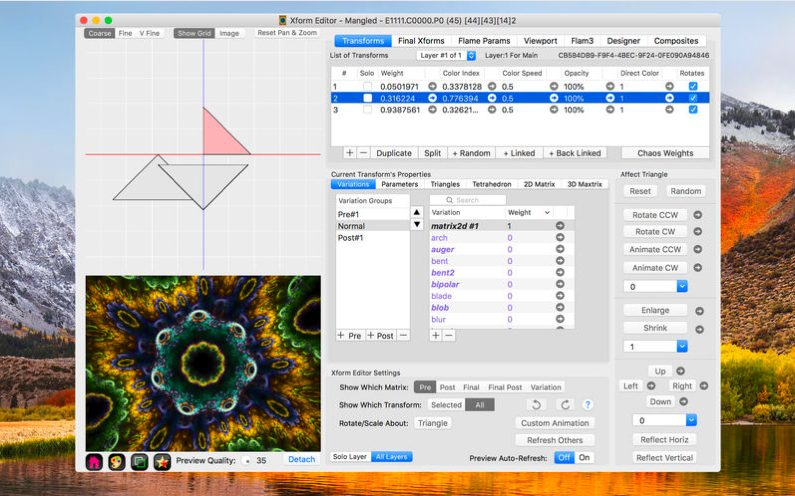 Xform Editor - Mangled - E1111.C0000.P0 (45) [44][43][14]2
Coarse Fine V Fine Show Grid Image Reset Pan & Zoom
Transforms Final Xforms Flame Params Viewport Flam3 Designer Composites
List of Transforms Layer #1 of 1 Layer:1 For Main CB5B4DB9-F9F4-4BEC-9F24-0FE090A94846
# Solo Weight Color Index Color Speed Opacity Direct Color Rotates
1 0.0501971 0.3378128 0.5 100% 1
2 0.316224 0.776394 0.5 100% 1
3 0.9387561 0.32621... 0.5 100% 1
+ − Duplicate Split + Random + Linked + Back Linked Chaos Weights
Current Transform's Properties
Variations Parameters Triangles Tetrahedron 2D Matrix 3D Maxtrix
Variation Groups
Pre#1
Normal
Post#1
+ Pre + Post −
Search
Variation Weight
matrix2d #1 1
arch 0
auger 0
bent 0
bent2 0
bipolar 0
blade 0
blob 0
blur 0
+ −
Affect Triangle
Reset Random
Rotate CCW
Rotate CW
Animate CCW
Animate CW
0
Enlarge
Shrink
1
Up
Left Right
Down
0
Reflect Horiz
Reflect Vertical
Xform Editor Settings
Show Which Matrix: Pre Post Final Final Post Variation
Show Which Transform: Selected All ?
Rotate/Scale About: Triangle Custom Animation
Refresh Others
Solo Layer All Layers Preview Auto-Refresh: Off On
Preview Quality: 35 Detach